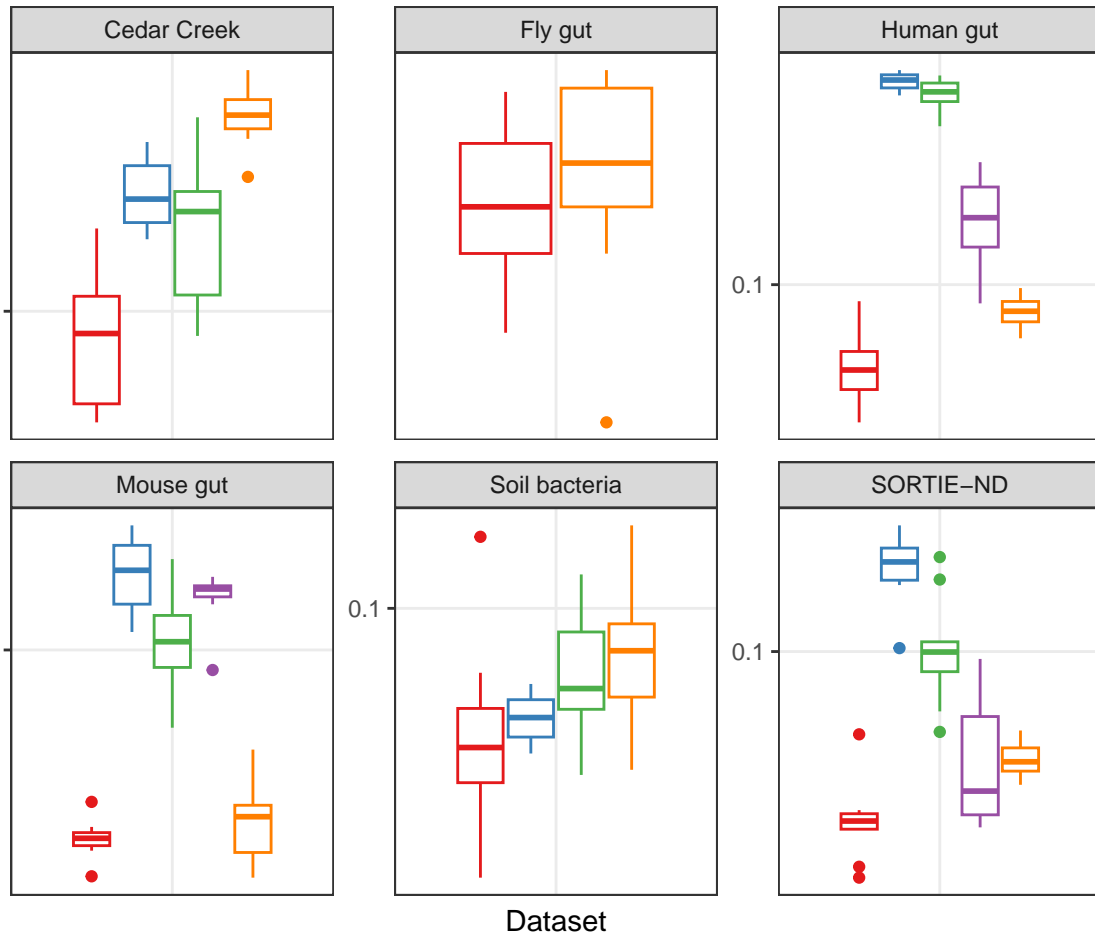 Cedar Creek
Fly gut
Human gut
0.1
Mouse gut
Soil bacteria
SORTIE−ND
0.1
0.1
Dataset